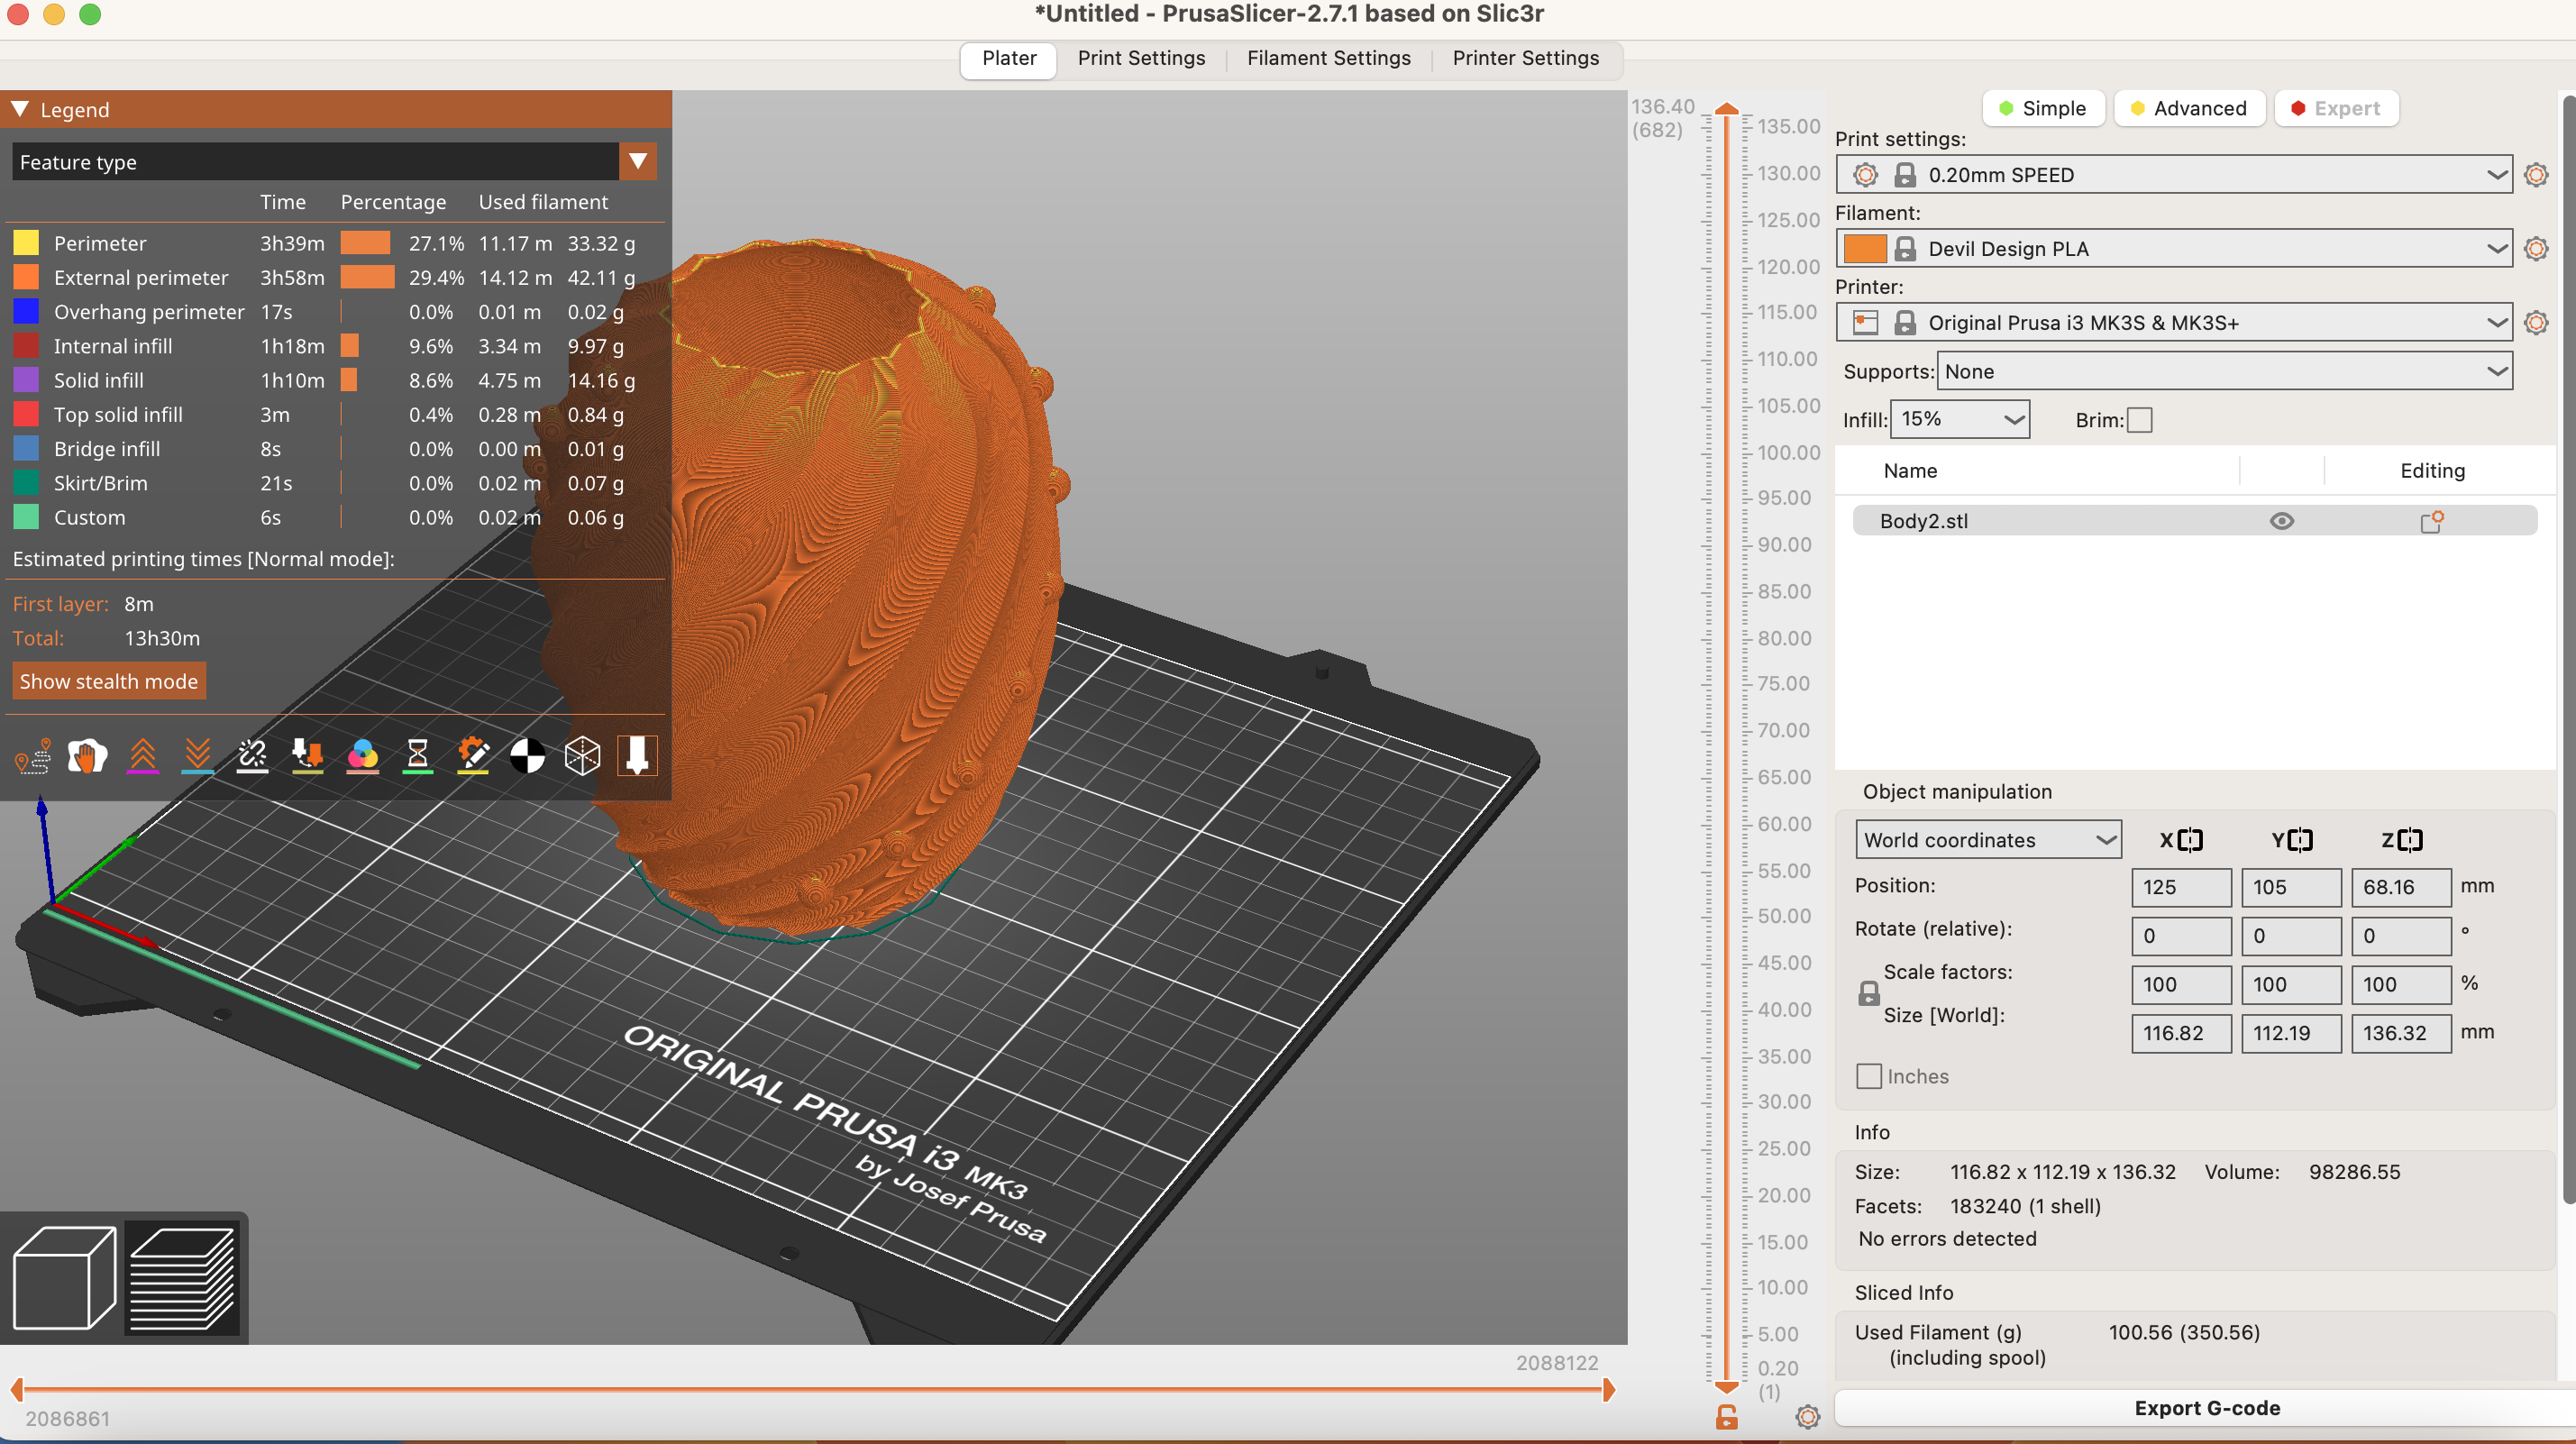 *Untitled - PrusaSlicer-2.7.1 based on Slic3r
Plater Print Settings Filament Settings Printer Settings
Legend
Feature type
Time Percentage Used filament
Perimeter 3h39m 27.1% 11.17 m 33.32 g
External perimeter 3h58m 29.4% 14.12 m 42.11 g
Overhang perimeter 17s 0.0% 0.01 m 0.02 g
Internal infill 1h18m 9.6% 3.34 m 9.97 g
Solid infill 1h10m 8.6% 4.75 m 14.16 g
Top solid infill 3m 0.4% 0.28 m 0.84 g
Bridge infill 8s 0.0% 0.00 m 0.01 g
Skirt/Brim 21s 0.0% 0.02 m 0.07 g
Custom 6s 0.0% 0.02 m 0.06 g
Estimated printing times [Normal mode]:
First layer: 8m
Total: 13h30m
Show stealth mode
ORIGINAL PRUSA i3 MK3
by Josef Prusa
2088122
2086861
136.40
(682)
135.00
130.00
125.00
120.00
115.00
110.00
105.00
100.00
95.00
90.00
85.00
80.00
75.00
70.00
65.00
60.00
55.00
50.00
45.00
40.00
35.00
30.00
25.00
20.00
15.00
10.00
5.00
0.20
(1)
Simple Advanced Expert
Print settings:
0.20mm SPEED
Filament:
Devil Design PLA
Printer:
Original Prusa i3 MK3S & MK3S+
Supports: None
Infill: 15% Brim:
Name Editing
Body2.stl
Object manipulation
World coordinates X Y Z
Position: 125 105 68.16 mm
Rotate (relative): 0 0 0 °
Scale factors: 100 100 100 %
Size [World]: 116.82 112.19 136.32 mm
Inches
Info
Size: 116.82 x 112.19 x 136.32 Volume: 98286.55
Facets: 183240 (1 shell)
No errors detected
Sliced Info
Used Filament (g) 100.56 (350.56)
(including spool)
Export G-code